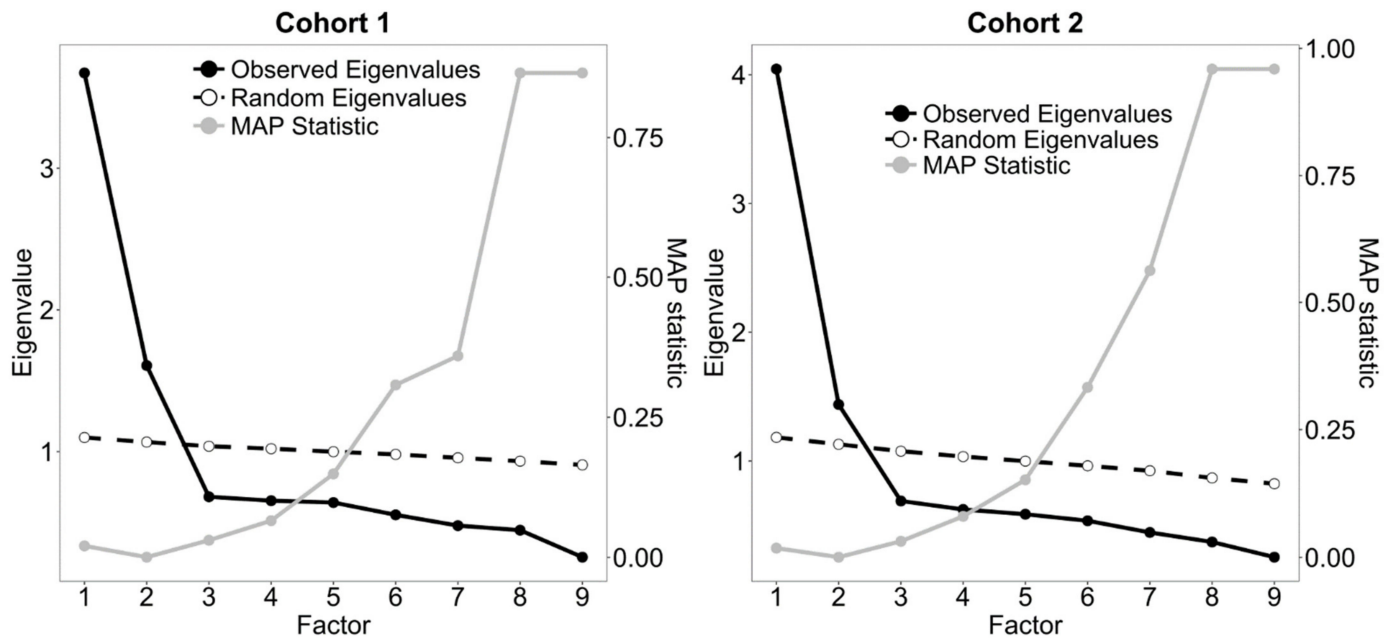 Cohort 1
Observed Eigenvalues
Random Eigenvalues
MAP Statistic
3
2
1
Eigenvalue
0.75
0.50
0.25
0.00
MAP statistic
1 2 3 4 5 6 7 8 9
Factor
Cohort 2
Observed Eigenvalues
Random Eigenvalues
MAP Statistic
4
3
2
1
Eigenvalue
1.00
0.75
0.50
0.25
0.00
MAP statistic
1 2 3 4 5 6 7 8 9
Factor